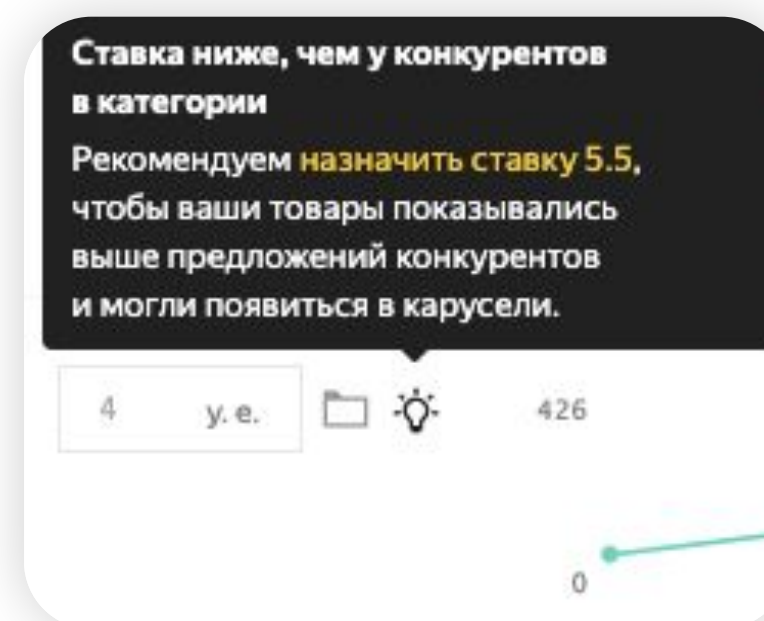 Ставка ниже, чем у конкурентов
в категории
Рекомендуем назначить ставку 5.5,
чтобы ваши товары показывались
выше предложений конкурентов
и могли появиться в карусели.
4 у. е. 426
0